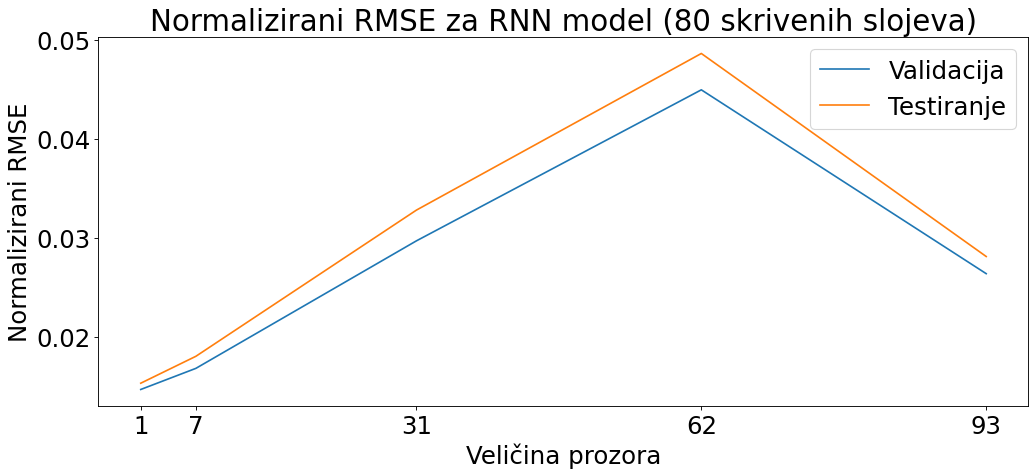 Normalizirani RMSE za RNN model (80 skrivenih slojeva)
Normalizirani RMSE
0.05
0.04
0.03
0.02
Validacija
Testiranje
1 7 31 62 93
Veličina prozora